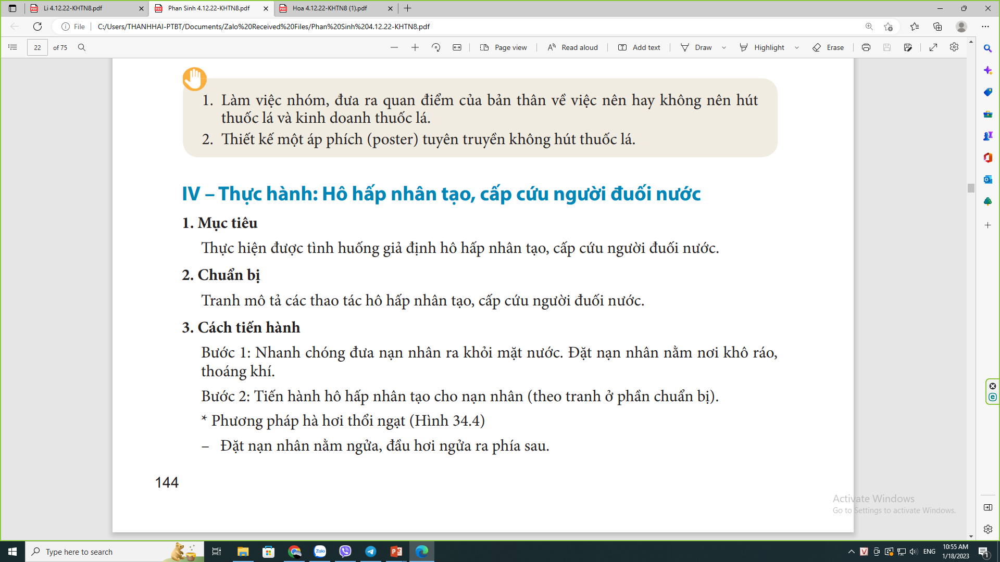 Li 4.12.22-KHTN8.pdf
Phan Sinh 4.12.22-KHTN8.pdf
Hoa 4.12.22-KHTN8 (1).pdf
File
C:/Users/THANHHAI-PTBT/Documents/Zalo%20Received%20Files/Phan%20Sinh%204.12.22-KHTN8.pdf
22 of 75
Page view
Read aloud
Add text
Draw
Highlight
Erase
1. Làm việc nhóm, đưa ra quan điểm của bản thân về việc nên hay không nên hút
thuốc lá và kinh doanh thuốc lá.
2. Thiết kế một áp phích (poster) tuyên truyền không hút thuốc lá.
IV – Thực hành: Hô hấp nhân tạo, cấp cứu người đuối nước
1. Mục tiêu
Thực hiện được tình huống giả định hô hấp nhân tạo, cấp cứu người đuối nước.
2. Chuẩn bị
Tranh mô tả các thao tác hô hấp nhân tạo, cấp cứu người đuối nước.
3. Cách tiến hành
Bước 1: Nhanh chóng đưa nạn nhân ra khỏi mặt nước. Đặt nạn nhân nằm nơi khô ráo,
thoáng khí.
Bước 2: Tiến hành hô hấp nhân tạo cho nạn nhân (theo tranh ở phần chuẩn bị).
* Phương pháp hà hơi thổi ngạt (Hình 34.4)
– Đặt nạn nhân nằm ngửa, đầu hơi ngửa ra phía sau.
144
Activate Windows
Go to Settings to activate Windows.
Type here to search
Zalo
ENG
10:55 AM
1/18/2023
1